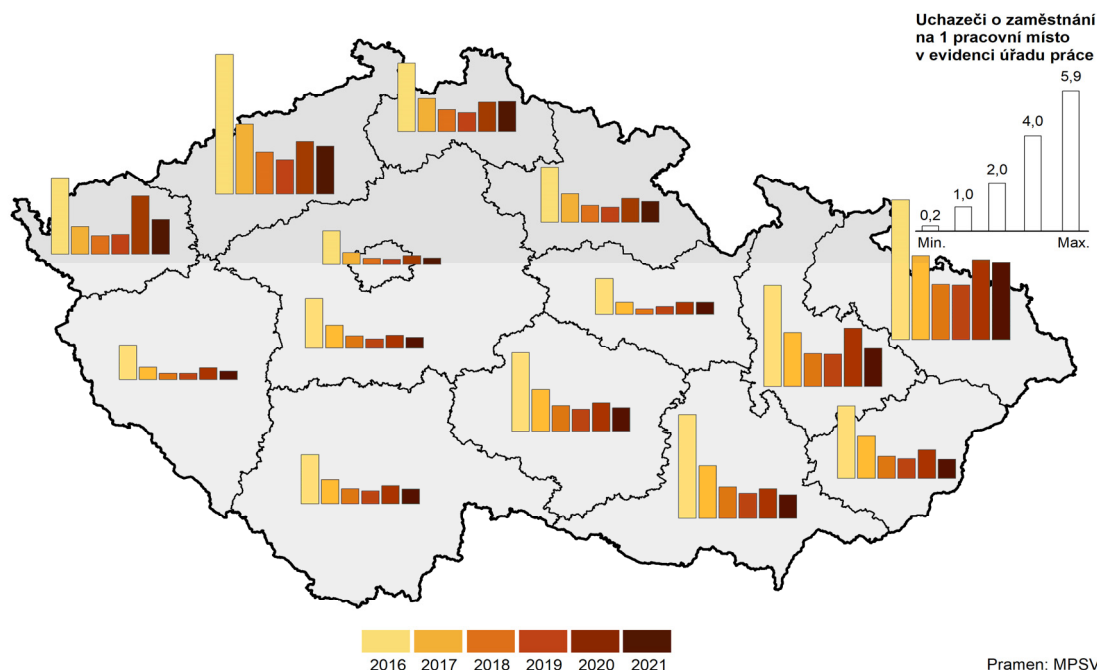 Uchazeči o zaměstnání
na 1 pracovní místo
v evidenci úřadu práce
5,9
4,0
2,0
1,0
0,2
Min.
Max.
2016 2017 2018 2019 2020 2021
Pramen: MPSV